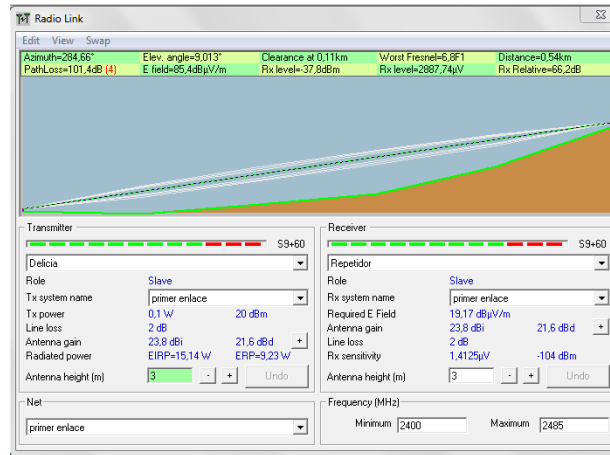 Radio Link
Edit View Swap
Azimuth=284,66° Elev. angle=9,013° Clearance at 0,11km Worst Fresnel=6,8F1 Distance=0,54km
PathLoss=101,4dB (4) E field=85,4dBµV/m Rx level=-37,8dBm Rx level=2887,74µV Rx Relative=66,2dB
Transmitter Receiver
S9+60 S9+60
Delicia Repetidor
Role Slave Role Slave
Tx system name primer enlace Rx system name primer enlace
Tx power 0,1 W 20 dBm Required E Field 19,17 dBµV/m
Line loss 2 dB Antenna gain 23,8 dBi 21,6 dBd +
Antenna gain 23,8 dBi 21,6 dBd + Line loss 2 dB
Radiated power EIRP=15,14 W ERP=9,23 W Rx sensitivity 1,4125µV -104 dBm
Antenna height (m) 3 - + Undo Antenna height (m) 3 - + Undo
Net Frequency (MHz)
primer enlace Minimum 2400 Maximum 2485